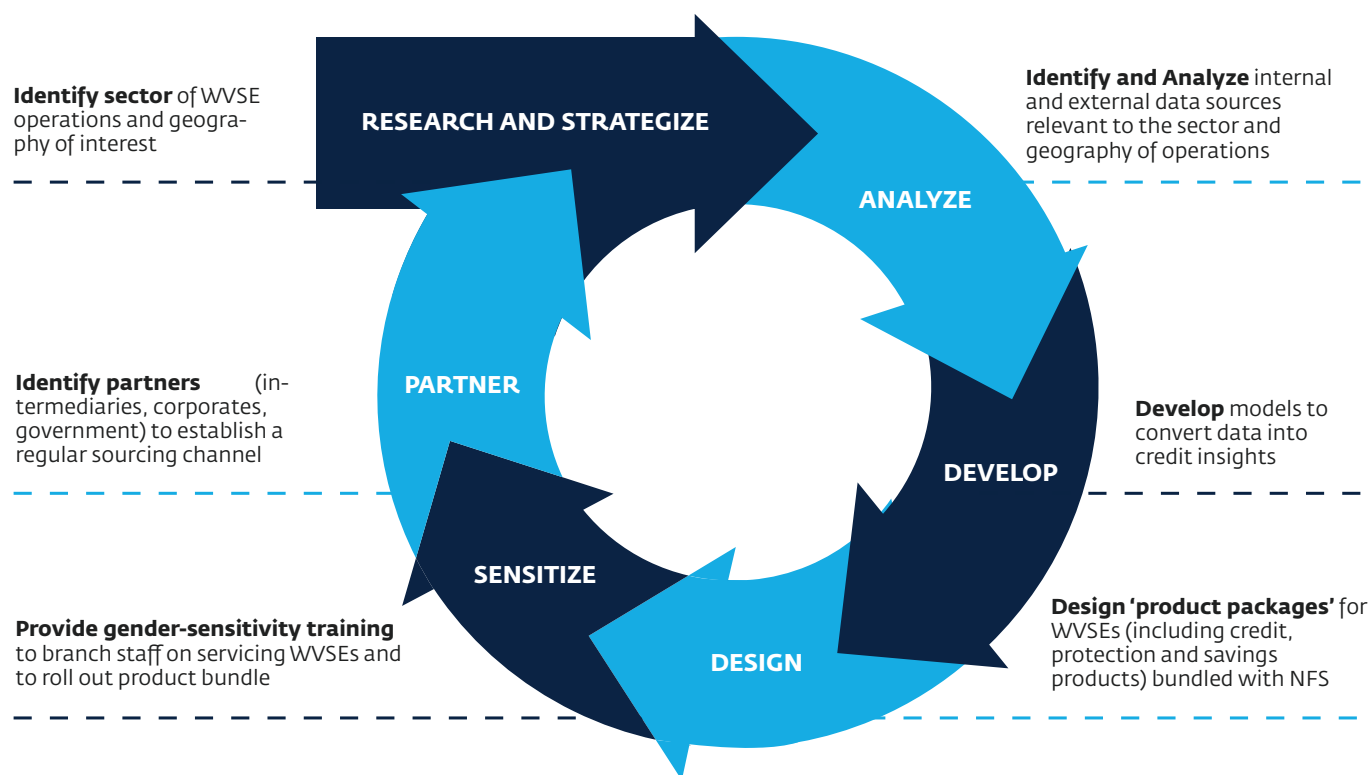 RESEARCH AND STRATEGIZE
Identify sector of WVSE
operations and geogra-
phy of interest
ANALYZE
Identify and Analyze internal
and external data sources
relevant to the sector and
geography of operations
DEVELOP
Develop models to
convert data into
credit insights
DESIGN
Design ‘product packages’ for
WVSEs (including credit,
protection and savings
products) bundled with NFS
SENSITIZE
Provide gender-sensitivity training
to branch staff on servicing WVSEs and
to roll out product bundle
PARTNER
Identify partners (in-
termediaries, corporates,
government) to establish a
regular sourcing channel